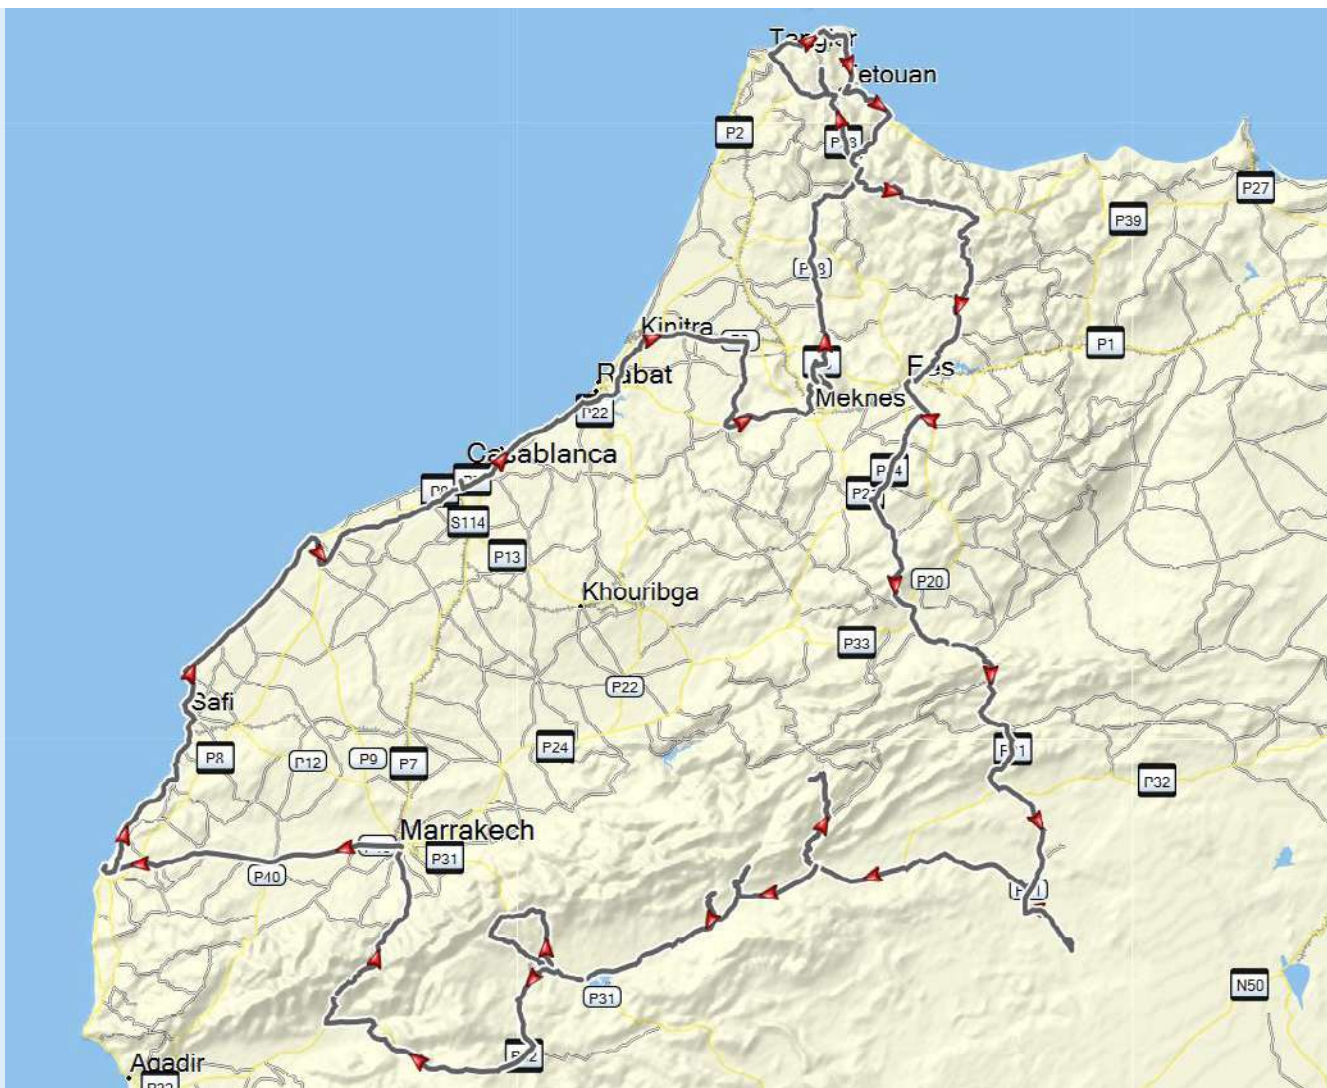 Tangier
Tetouan
P2
P27
P39
Kinitra
P1
Rabat
Fes
P22
Meknes
Casablanca
S114
P13
P20
Khouribga
P33
P22
Safi
P24
P8
P12
P9
P7
P32
Marrakech
P31
P40
N50
P31
Agadir